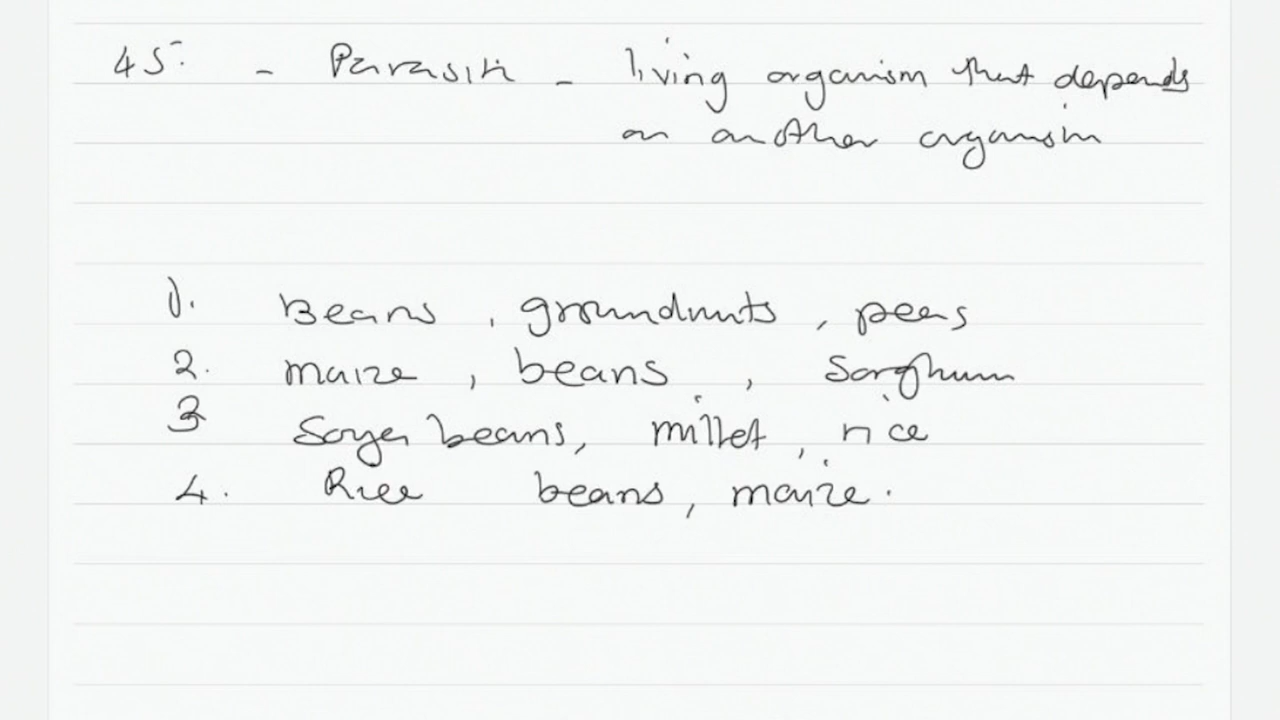 45. - Parasite - living organism that depends
on another organism
1. Beans, groundnuts, peas
2. maize, beans, Sorghum
3 Soyer beans, millet, rice
4. Rice beans, maize.